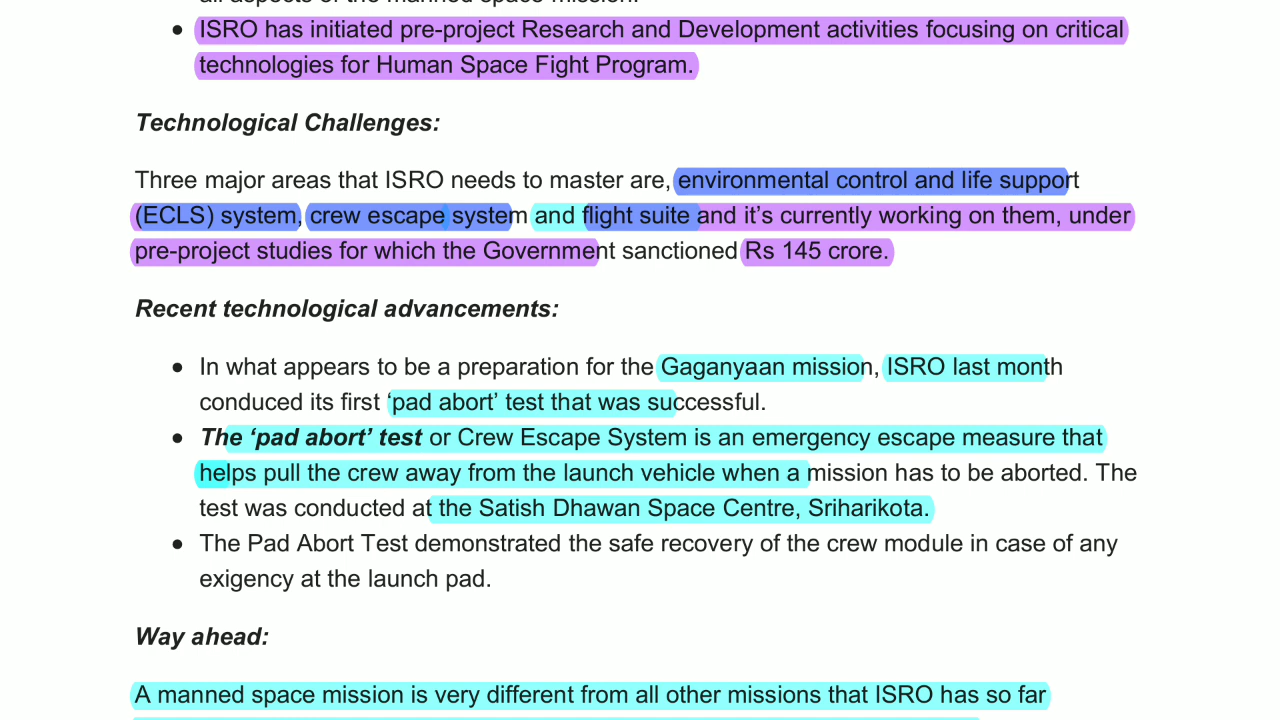 all aspects of the manned space mission.
● ISRO has initiated pre-project Research and Development activities focusing on critical
technologies for Human Space Fight Program.
Technological Challenges:
Three major areas that ISRO needs to master are, environmental control and life support
(ECLS) system, crew escape system and flight suite and it’s currently working on them, under
pre-project studies for which the Government sanctioned Rs 145 crore.
Recent technological advancements:
● In what appears to be a preparation for the Gaganyaan mission, ISRO last month
conduced its first ‘pad abort’ test that was successful.
● The ‘pad abort’ test or Crew Escape System is an emergency escape measure that
helps pull the crew away from the launch vehicle when a mission has to be aborted. The
test was conducted at the Satish Dhawan Space Centre, Sriharikota.
● The Pad Abort Test demonstrated the safe recovery of the crew module in case of any
exigency at the launch pad.
Way ahead:
A manned space mission is very different from all other missions that ISRO has so far